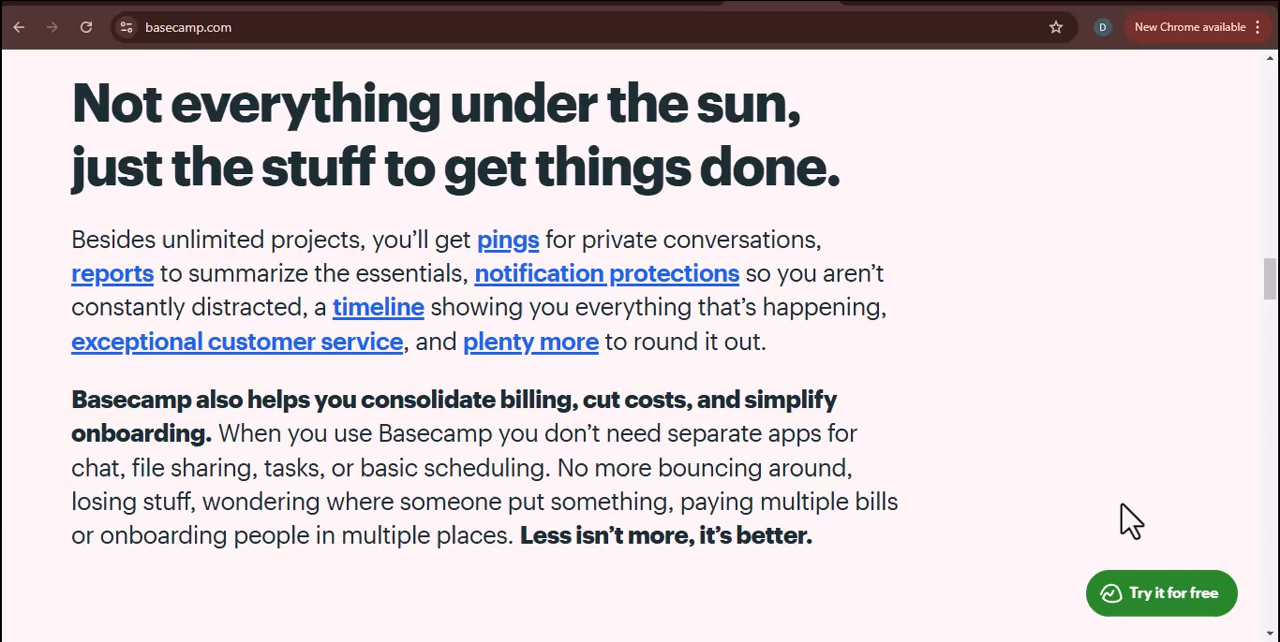 basecamp.com
D
New Chrome available
Not everything under the sun,
just the stuff to get things done.
Besides unlimited projects, you’ll get pings for private conversations,
reports to summarize the essentials, notification protections so you aren’t
constantly distracted, a timeline showing you everything that’s happening,
exceptional customer service, and plenty more to round it out.
Basecamp also helps you consolidate billing, cut costs, and simplify
onboarding. When you use Basecamp you don’t need separate apps for
chat, file sharing, tasks, or basic scheduling. No more bouncing around,
losing stuff, wondering where someone put something, paying multiple bills
or onboarding people in multiple places. Less isn’t more, it’s better.
Try it for free